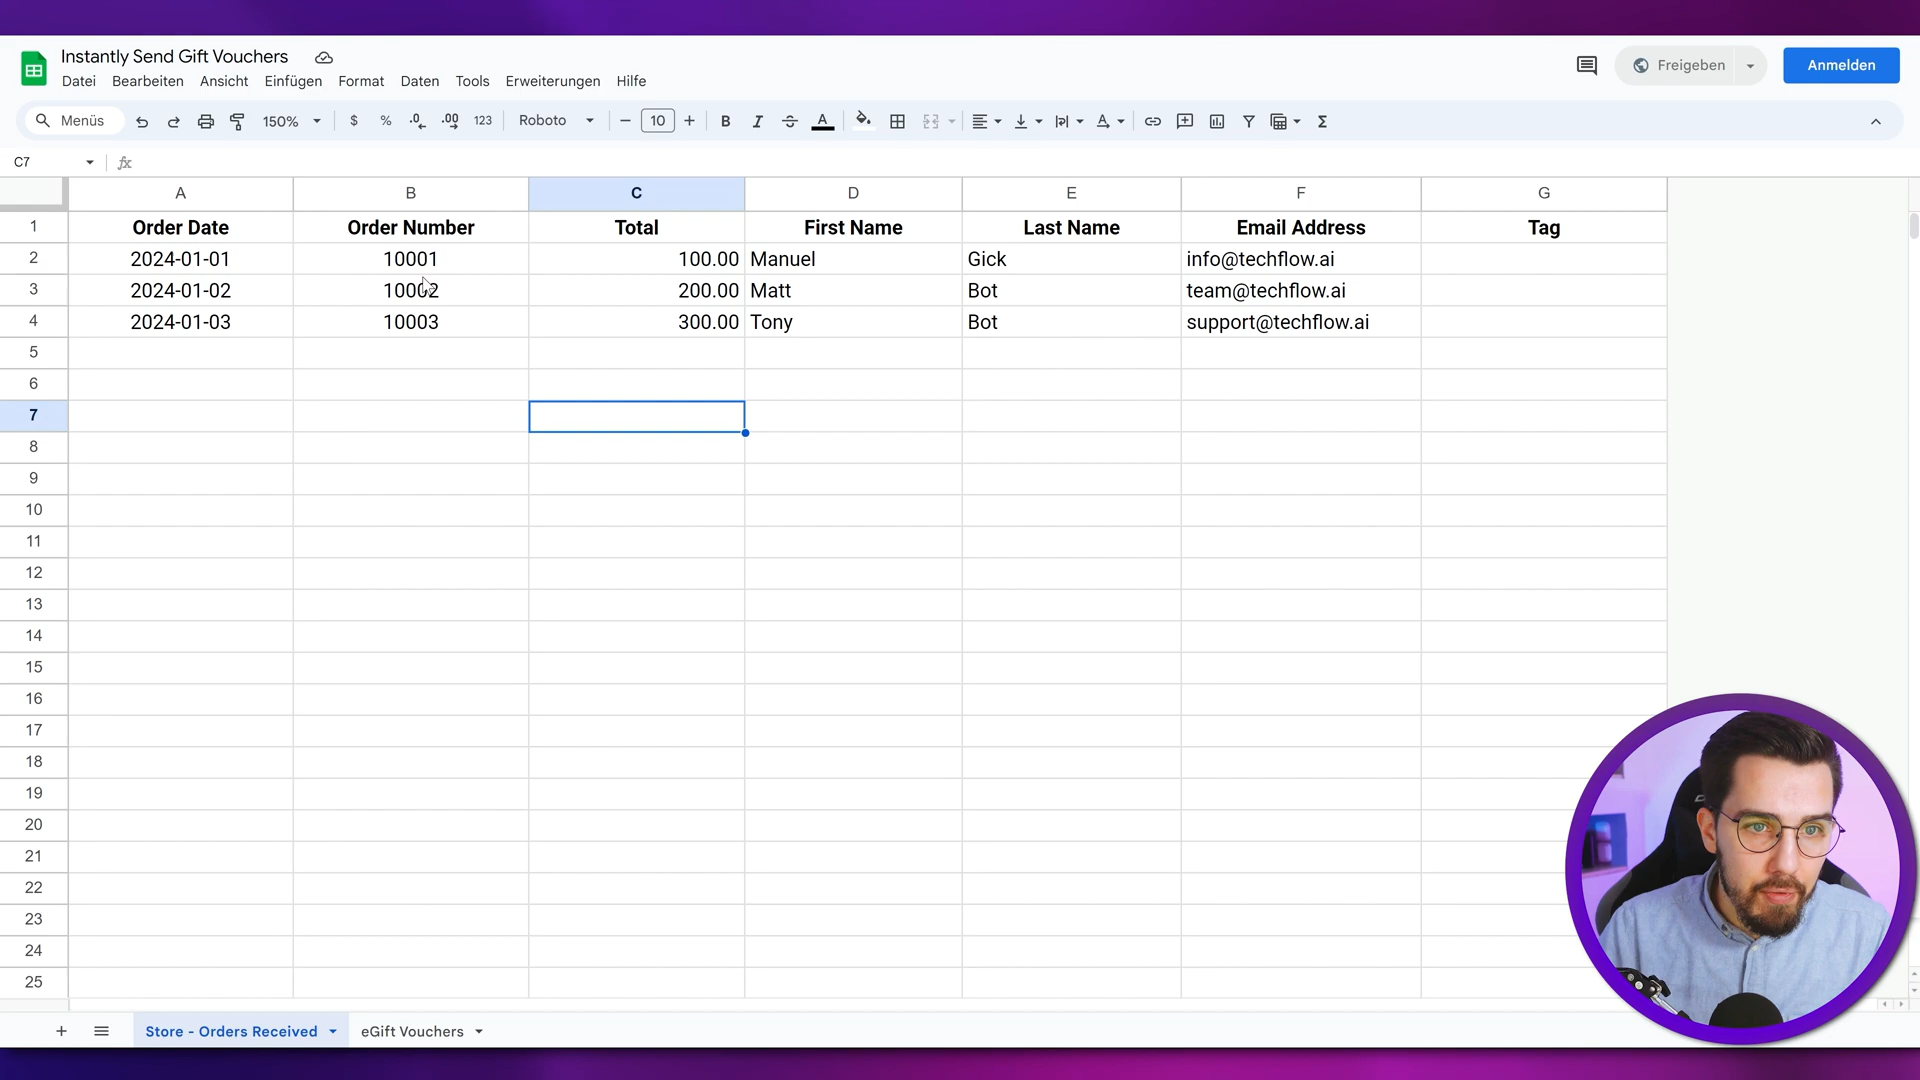 Instantly Send Gift Vouchers
Datei Bearbeiten Ansicht Einfügen Format Daten Tools Erweiterungen Hilfe
Freigeben
Anmelden
Menüs 150% $ % .0 .00 123 Roboto 10 B I A
C7 fx
A B C D E F G
1 Order Date Order Number Total First Name Last Name Email Address Tag
2 2024-01-01 10001 100.00 Manuel Gick info@techflow.ai
3 2024-01-02 10002 200.00 Matt Bot team@techflow.ai
4 2024-01-03 10003 300.00 Tony Bot support@techflow.ai
5
6
7
8
9
10
11
12
13
14
15
16
17
18
19
20
21
22
23
24
25
Store - Orders Received eGift Vouchers